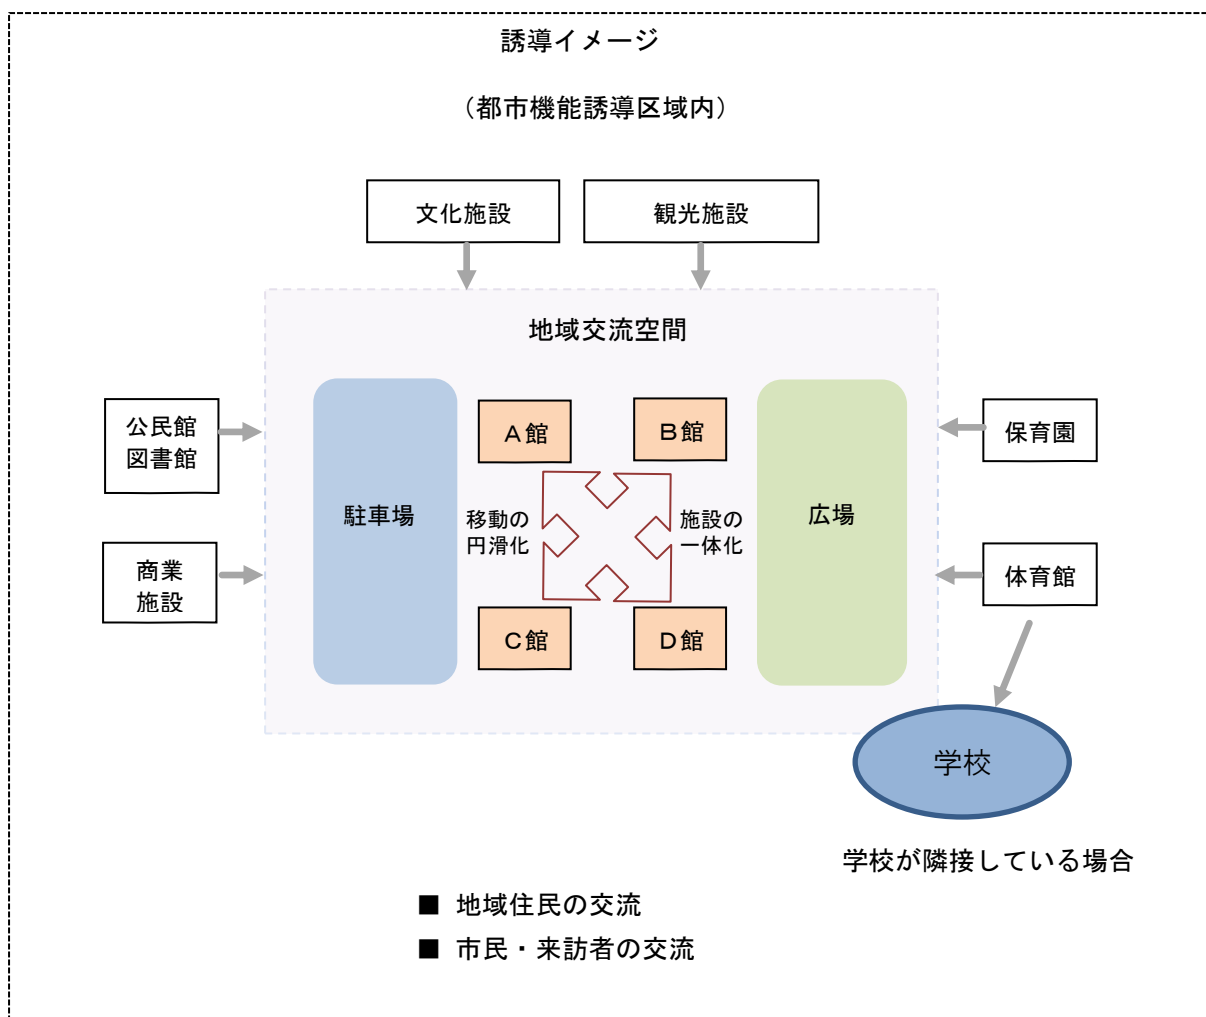 誘導イメージ
（都市機能誘導区域内）
文化施設
観光施設
地域交流空間
公民館
図書館
商業
施設
駐車場
Ａ館
Ｂ館
移動の
円滑化
施設の
一体化
Ｃ館
Ｄ館
広場
保育園
体育館
学校
学校が隣接している場合
■ 地域住民の交流
■ 市民・来訪者の交流